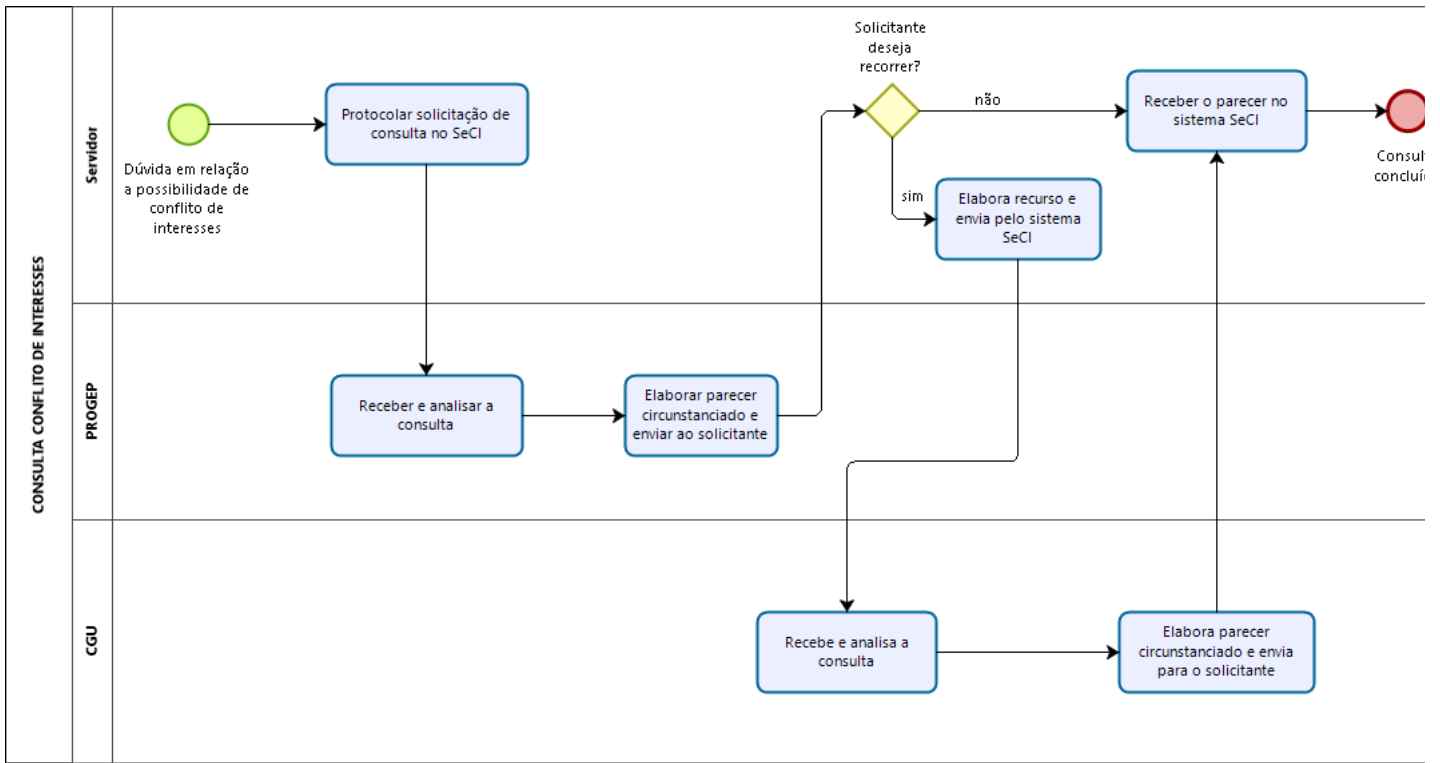 CONSULTA CONFLITO DE INTERESSES
Servidor
Dúvida em relação
a possibilidade de
conflito de
interesses
Protocolar solicitação de
consulta no SeCI
Solicitante
deseja
recorrer?
não
sim
Receber o parecer no
sistema SeCI
Elabora recurso e
envia pelo sistema
SeCI
PROGEP
Receber e analisar a
consulta
Elaborar parecer
circunstanciado e
enviar ao solicitante
CGU
Recebe e analisa a
consulta
Elabora parecer
circunstanciado e envia
para o solicitante